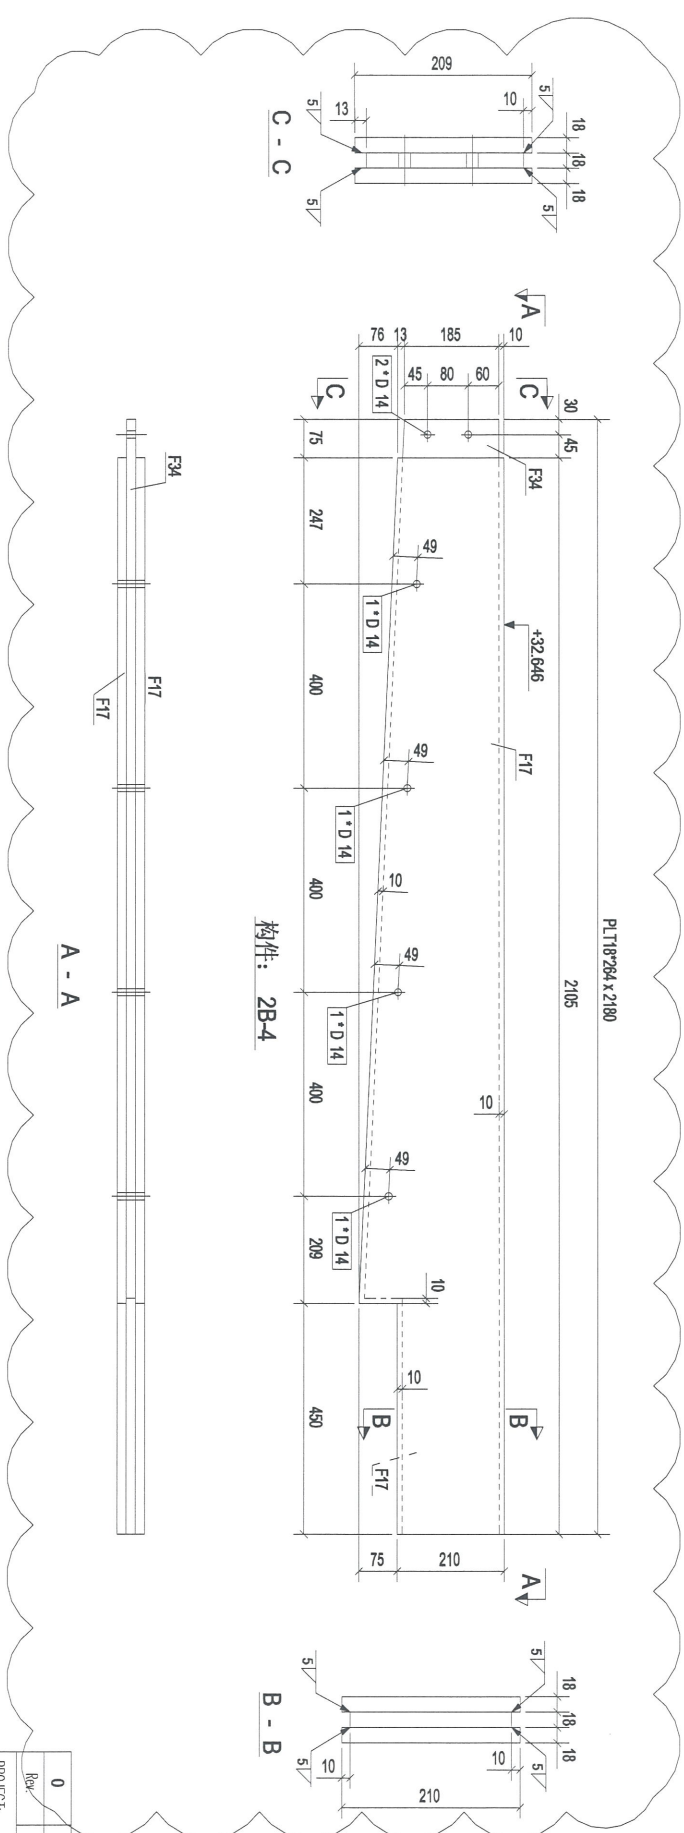 209
13
10
5
5
5
5
18
18
18
C - C
A
C
C
76
13
185
10
45
80
60
2*D 14
30
45
75
F34
F34
247
49
1*D 14
+32.646
F17
F17
F17
400
49
1*D 14
PLT18*264 x 2180
2105
400
10
49
1*D 14
构件: 2B-4
A - A
400
10
49
1*D 14
209
10
450
10
F17
B
B
75
210
A
5
5
5
5
18
18
18
B - B
10
10
210
0
Rev.